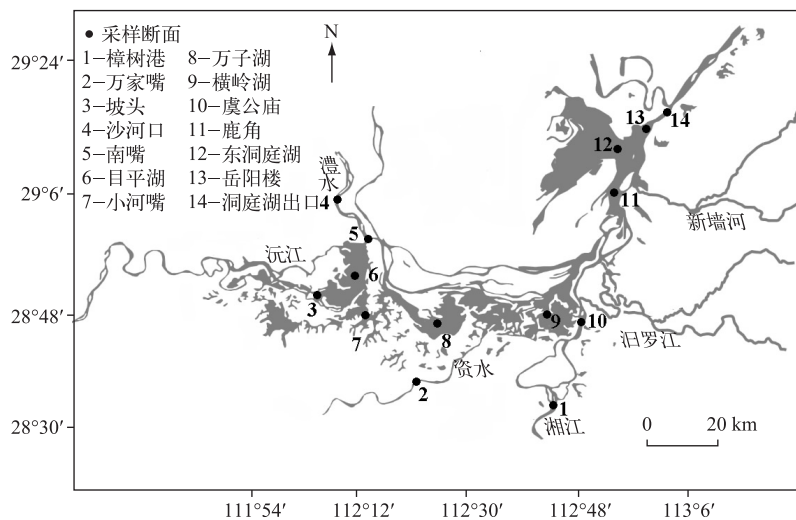 ● 采样断面
1–樟树港 8–万子湖
2–万家嘴 9–横岭湖
3–坡头 10–虞公庙
4–沙河口 11–鹿角
5–南嘴 12–东洞庭湖
6–目平湖 13–岳阳楼
7–小河嘴 14–洞庭湖出口
N
29°24′
29°6′
28°48′
28°30′
澧水
沅江
资水
湘江
汨罗江
新墙河
4
5
6
3
7
8
2
9
10
1
11
12
13
14
0 20 km
111°54′ 112°12′ 112°30′ 112°48′ 113°6′